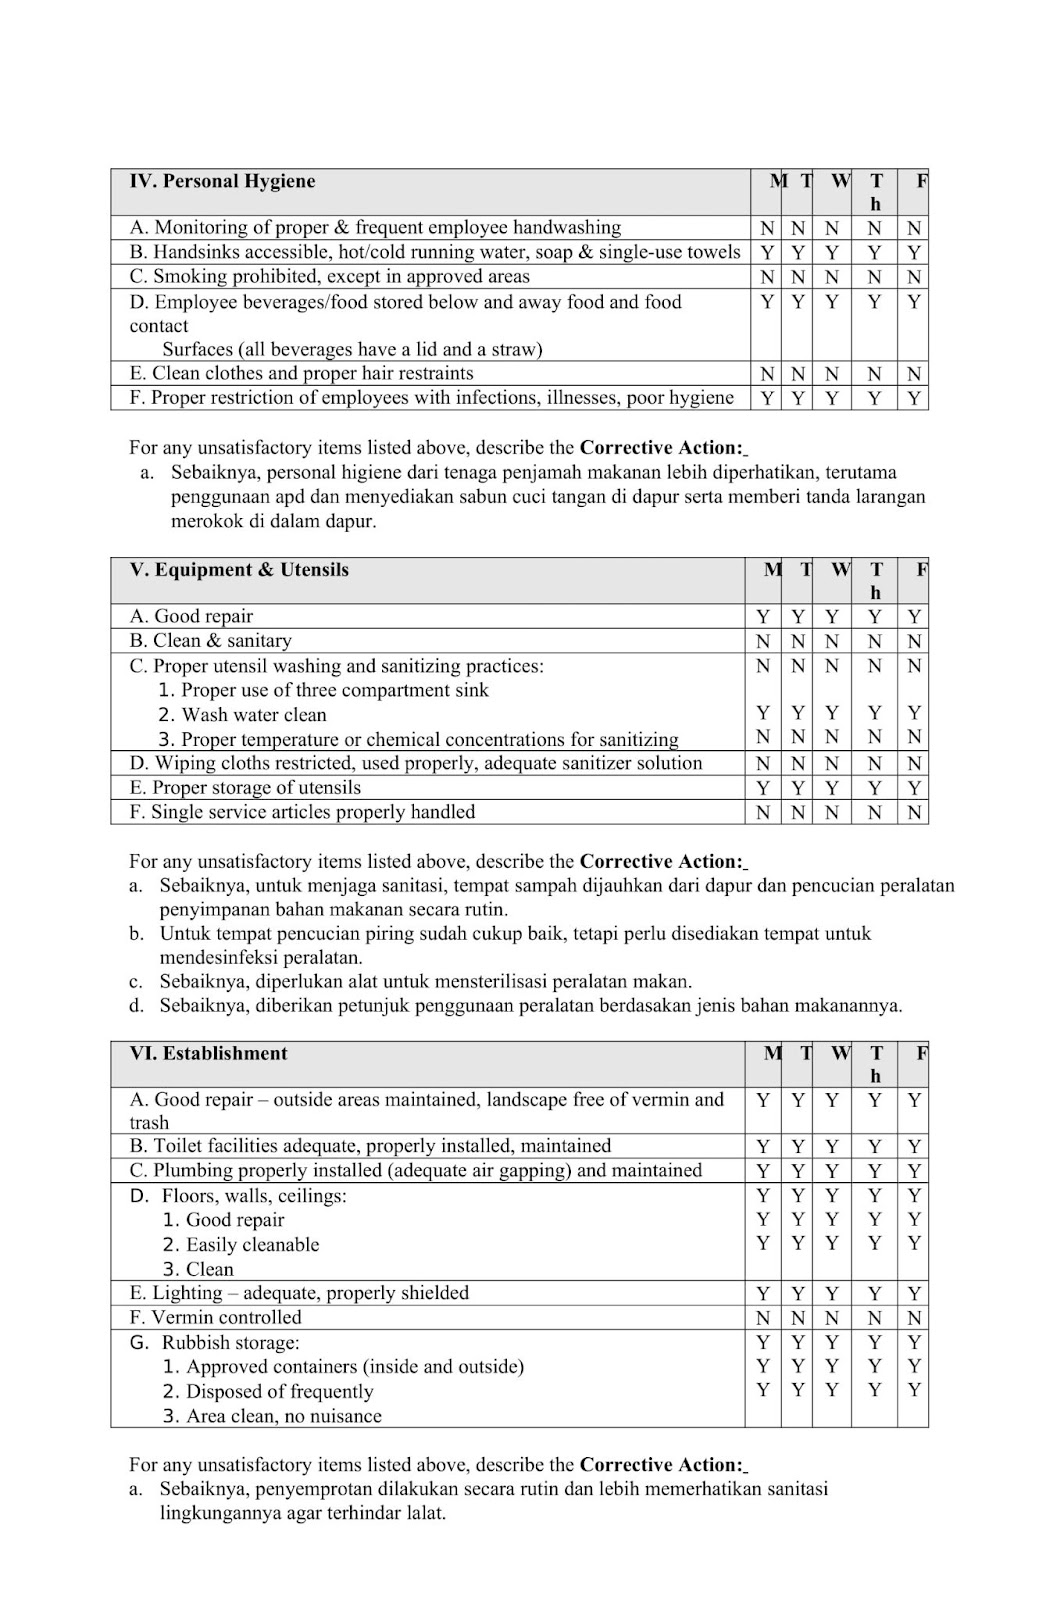 IV. Personal Hygiene M T W Th F
A. Monitoring of proper & frequent employee handwashing N N N N N
B. Handsinks accessible, hot/cold running water, soap & single-use towels Y Y Y Y Y
C. Smoking prohibited, except in approved areas N N N N N
D. Employee beverages/food stored below and away food and food Y Y Y Y Y
contact
Surfaces (all beverages have a lid and a straw)
E. Clean clothes and proper hair restraints N N N N N
F. Proper restriction of employees with infections, illnesses, poor hygiene Y Y Y Y Y
For any unsatisfactory items listed above, describe the Corrective Action:
a. Sebaiknya, personal higiene dari tenaga penjamah makanan lebih diperhatikan, terutama
penggunaan apd dan menyediakan sabun cuci tangan di dapur serta memberi tanda larangan
merokok di dalam dapur.
V. Equipment & Utensils M T W Th F
A. Good repair Y Y Y Y Y
B. Clean & sanitary N N N N N
C. Proper utensil washing and sanitizing practices: N N N N N
1. Proper use of three compartment sink
2. Wash water clean Y Y Y Y Y
3. Proper temperature or chemical concentrations for sanitizing N N N N N
D. Wiping cloths restricted, used properly, adequate sanitizer solution N N N N N
E. Proper storage of utensils Y Y Y Y Y
F. Single service articles properly handled N N N N N
For any unsatisfactory items listed above, describe the Corrective Action:
a. Sebaiknya, untuk menjaga sanitasi, tempat sampah dijauhkan dari dapur dan pencucian peralatan
penyimpanan bahan makanan secara rutin.
b. Untuk tempat pencucian piring sudah cukup baik, tetapi perlu disediakan tempat untuk
mendesinfeksi peralatan.
c. Sebaiknya, diperlukan alat untuk mensterilisasi peralatan makan.
d. Sebaiknya, diberikan petunjuk penggunaan peralatan berdasakan jenis bahan makanannya.
VI. Establishment M T W Th F
A. Good repair – outside areas maintained, landscape free of vermin and Y Y Y Y Y
trash
B. Toilet facilities adequate, properly installed, maintained Y Y Y Y Y
C. Plumbing properly installed (adequate air gapping) and maintained Y Y Y Y Y
D. Floors, walls, ceilings: Y Y Y Y Y
1. Good repair Y Y Y Y Y
2. Easily cleanable Y Y Y Y Y
3. Clean
E. Lighting – adequate, properly shielded Y Y Y Y Y
F. Vermin controlled N N N N N
G. Rubbish storage: Y Y Y Y Y
1. Approved containers (inside and outside) Y Y Y Y Y
2. Disposed of frequently Y Y Y Y Y
3. Area clean, no nuisance
For any unsatisfactory items listed above, describe the Corrective Action:
a. Sebaiknya, penyemprotan dilakukan secara rutin dan lebih memerhatikan sanitasi
lingkungannya agar terhindar lalat.